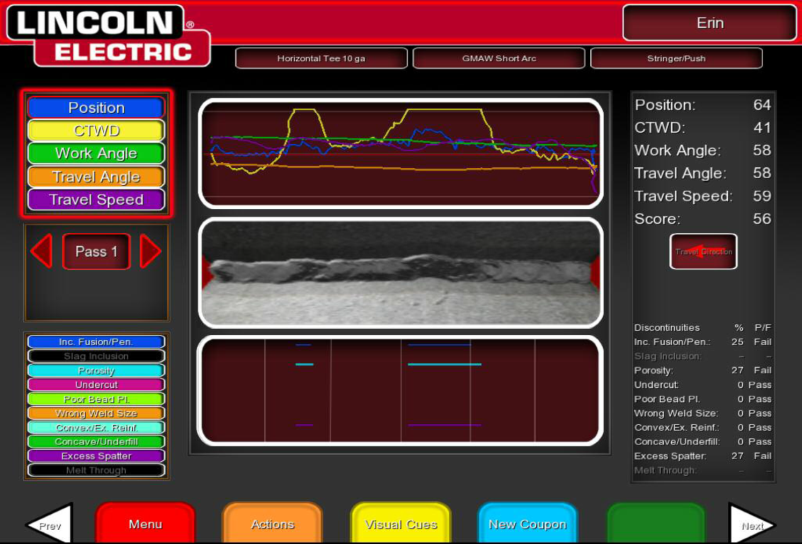 LINCOLN ®
ELECTRIC
Erin
Horizontal Tee 10 ga
GMAW Short Arc
Stringer/Push
Position
CTWD
Work Angle
Travel Angle
Travel Speed
Pass 1
Position: 64
CTWD: 41
Work Angle: 58
Travel Angle: 58
Travel Speed: 59
Score: 56
Travel Direction
Inc. Fusion/Pen.
Slag Inclusion
Porosity
Undercut
Poor Bead Pl.
Wrong Weld Size
Convex/Ex. Reinf.
Concave/Underfill
Excess Spatter
Melt Through
Discontinuities % P/F
Inc. Fusion/Pen.: 25 Fail
Slag Inclusion: – –
Porosity: 27 Fail
Undercut: 0 Pass
Poor Bead Pl. 0 Pass
Wrong Weld Size: 0 Pass
Convex/Ex. Reinf.: 0 Pass
Concave/Underfill: 0 Pass
Excess Spatter: 27 Fail
Melt Through: – –
Prev
Menu
Actions
Visual Cues
New Coupon
Next